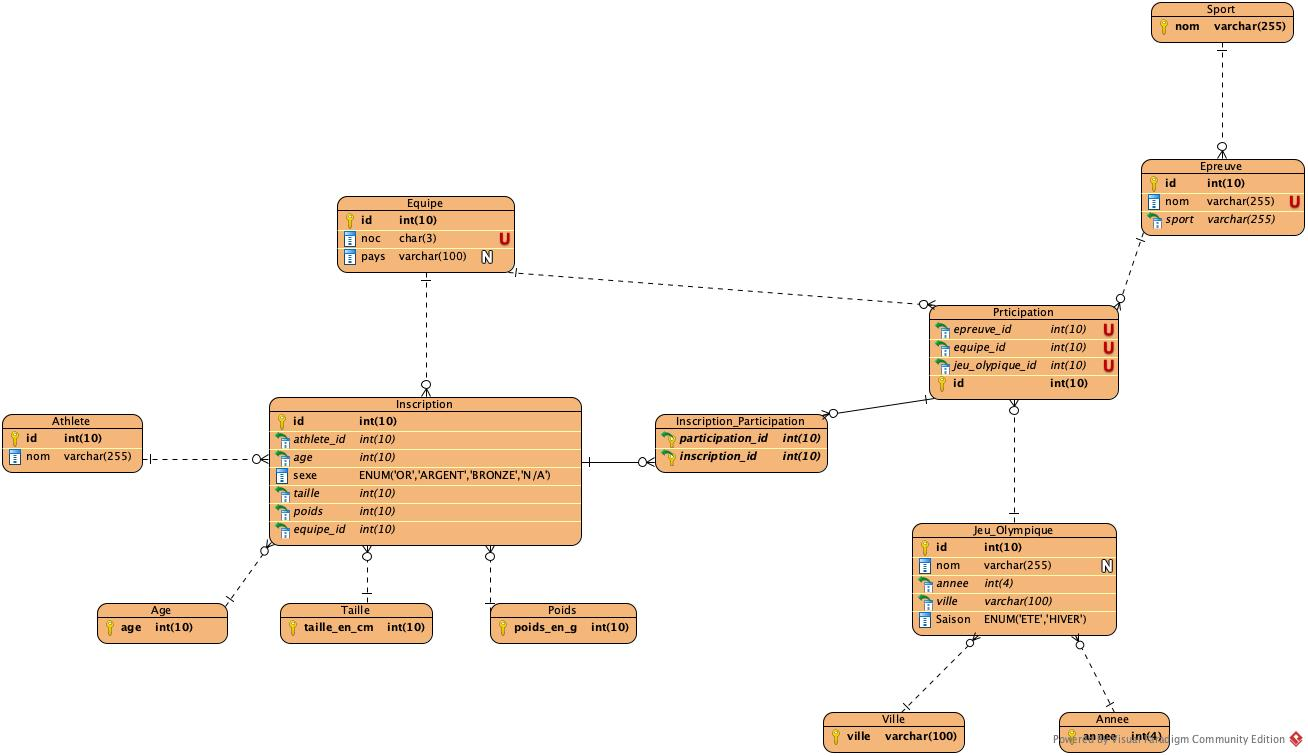 Sport
nom varchar(255)
Epreuve
id int(10)
nom varchar(255) U
sport varchar(255)
Equipe
id int(10)
noc char(3) U
pays varchar(100) N
Prticipation
epreuve_id int(10) U
equipe_id int(10) U
jeu_olypique_id int(10) U
id int(10)
Inscription
id int(10)
athlete_id int(10)
age int(10)
sexe ENUM('OR','ARGENT','BRONZE','N/A')
taille int(10)
poids int(10)
equipe_id int(10)
Athlete
id int(10)
nom varchar(255)
Inscription_Participation
participation_id int(10)
inscription_id int(10)
Jeu_Olympique
id int(10)
nom varchar(255) N
annee int(4)
ville varchar(100)
Saison ENUM('ETE','HIVER')
Age
age int(10)
Taille
taille_en_cm int(10)
Poids
poids_en_g int(10)
Ville
ville varchar(100)
Annee
annee int(4)
Powered by Visual Paradigm Community Edition